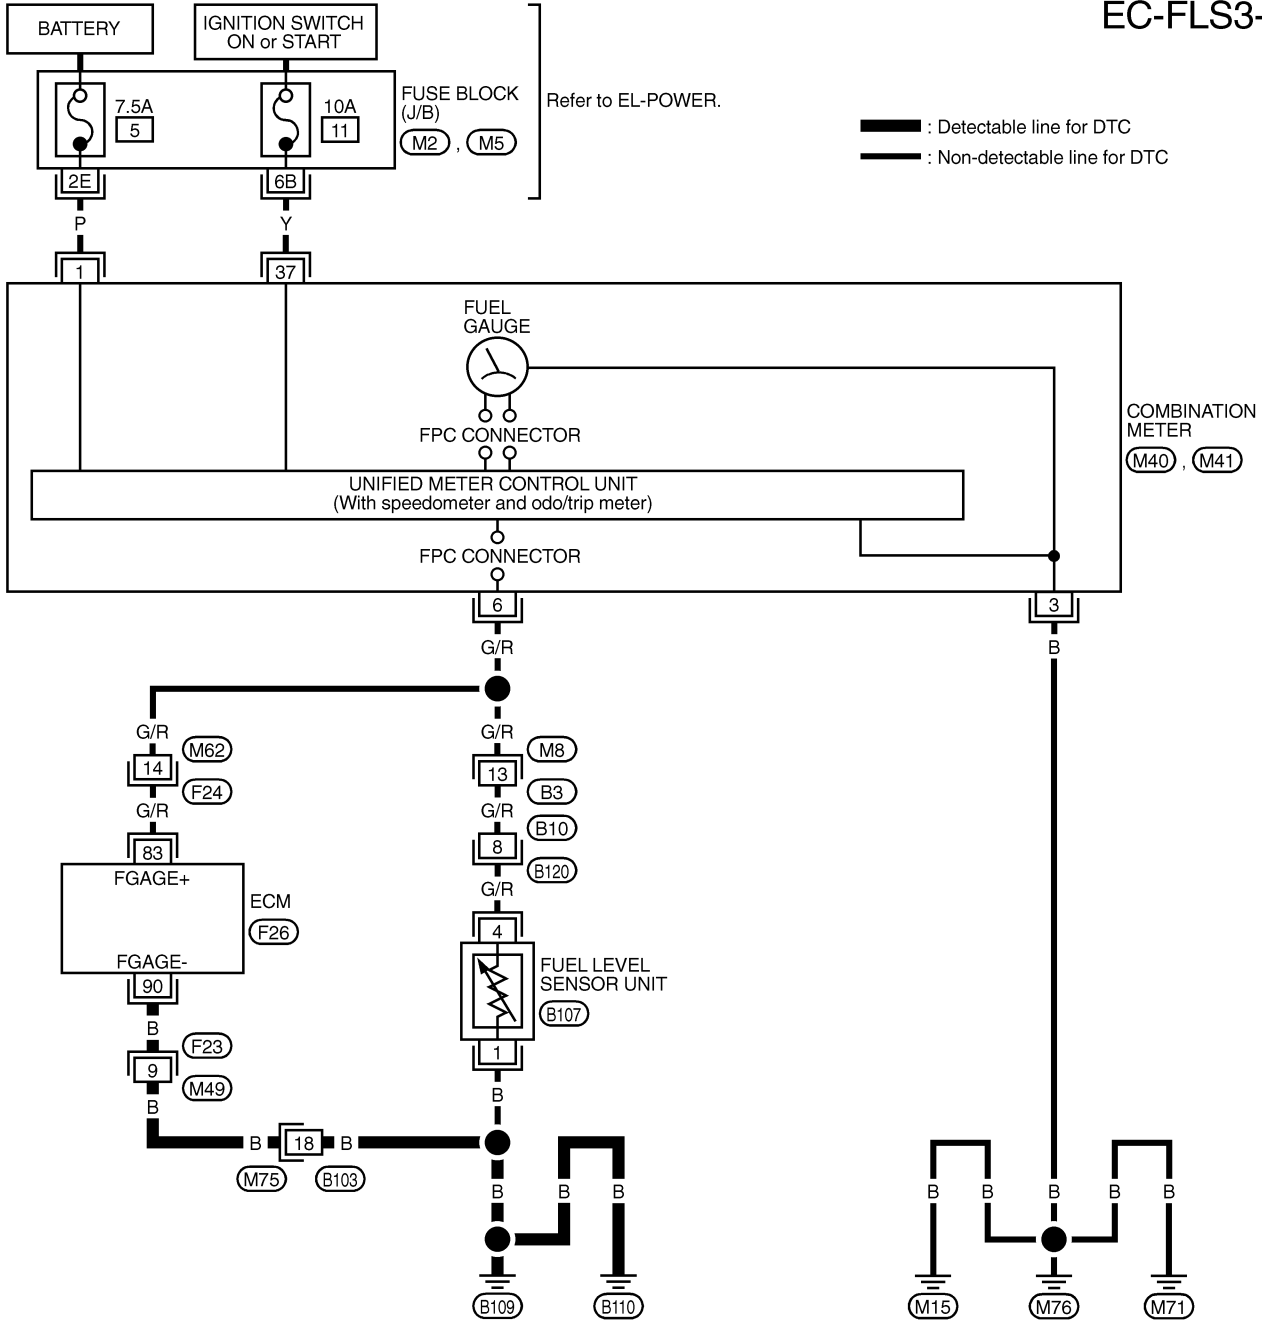 EC-FLS3-
BATTERY
IGNITION SWITCH
ON or START
7.5A
5
10A
11
FUSE BLOCK
(J/B)
M2 , M5
Refer to EL-POWER.
: Detectable line for DTC
: Non-detectable line for DTC
2E
6B
P
Y
1
37
FUEL
GAUGE
FPC CONNECTOR
COMBINATION
METER
M40 , M41
UNIFIED METER CONTROL UNIT
(With speedometer and odo/trip meter)
FPC CONNECTOR
6
3
G/R
B
G/R
M62
14
F24
G/R
83
FGAGE+
ECM
F26
FGAGE-
90
B
F23
9
M49
B
G/R
M8
13
B3
G/R
B10
8
B120
G/R
4
FUEL LEVEL
SENSOR UNIT
B107
1
B
B
18
B
M75
B103
B
B
B
B
B
B
B
B
B109
B110
M15
M76
M71